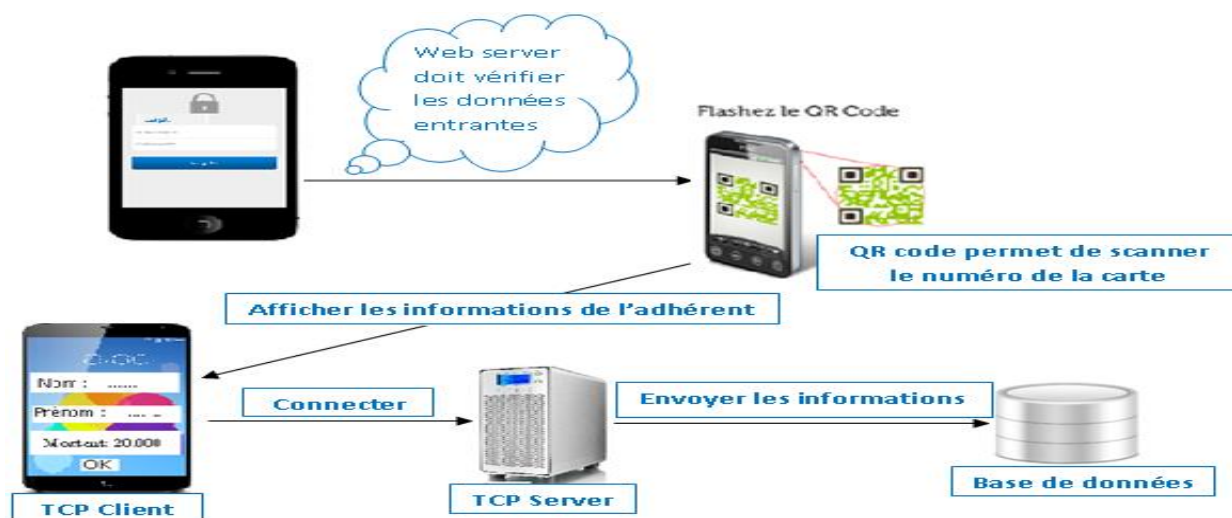 Web server
doit vérifier
les données
entrantes
Flashez le QR Code
QR code permet de scanner
le numéro de la carte
Afficher les informations de l'adhérent
Nom : ......
Prénom :
Montant: 20.000
OK
Connecter
Envoyer les informations
TCP Client
TCP Server
Base de données